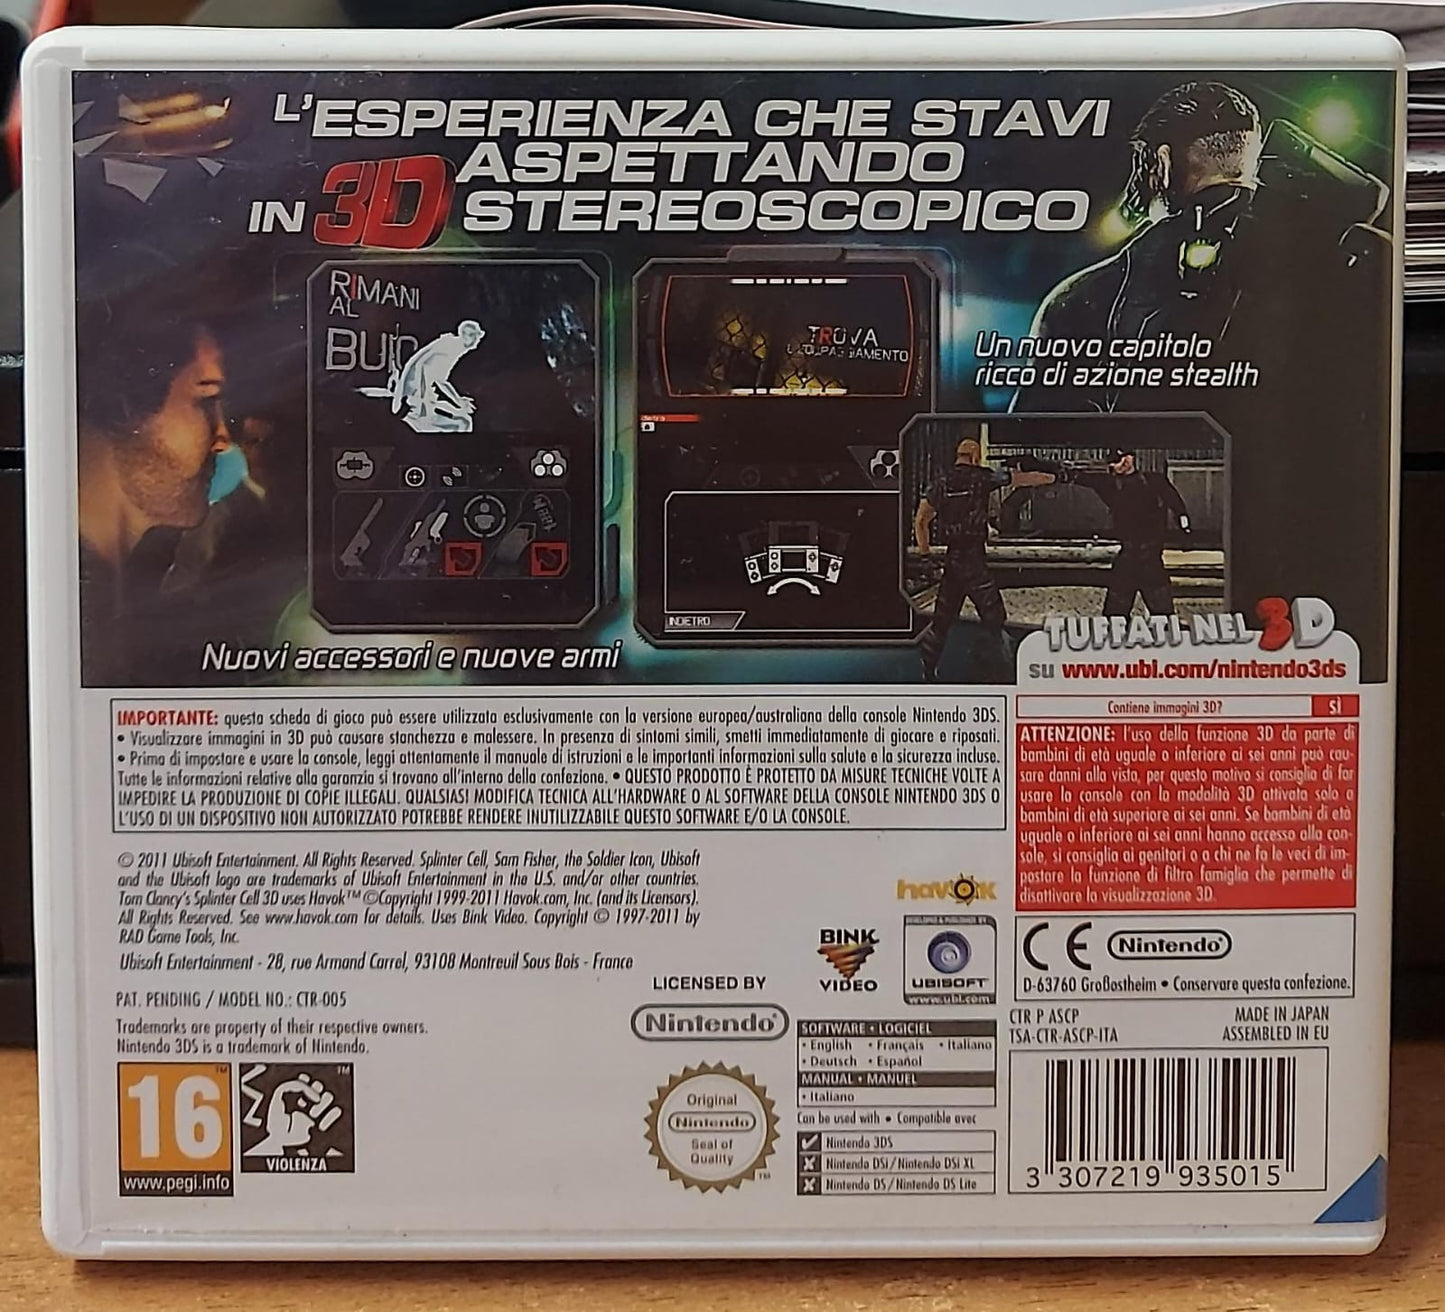 L'ESPERIENZA CHE STAVI
ASPETTANDO
IN 3D STEREOSCOPICO
RIMANI
AL
BUIO
TROVA
Un nuovo capitolo
ricco di azione stealth
INDIETRO
Nuovi accessori e nuove armi
TUFFATI NEL 3D
su www.ubi.com/nintendo3ds
IMPORTANTE: questa scheda di gioco può essere utilizzata esclusivamente con la versione europea/australiana della console Nintendo 3DS.
• Visualizzare immagini in 3D può causare stanchezza e malessere. In presenza di sintomi simili, smetti immediatamente di giocare e riposati.
• Prima di impostare e usare la console, leggi attentamente il manuale di istruzioni e le importanti informazioni sulla salute e la sicurezza incluse.
Tutte le informazioni relative alla garanzia si trovano all'interno della confezione. • QUESTO PRODOTTO È PROTETTO DA MISURE TECNICHE VOLTE A
IMPEDIRE LA PRODUZIONE DI COPIE ILLEGALI. QUALSIASI MODIFICA TECNICA ALL'HARDWARE O AL SOFTWARE DELLA CONSOLE NINTENDO 3DS O
L'USO DI UN DISPOSITIVO NON AUTORIZZATO POTREBBE RENDERE INUTILIZZABILE QUESTO SOFTWARE E/O LA CONSOLE.
Contiene immagini 3D? SÌ
ATTENZIONE: l'uso della funzione 3D da parte di
bambini di età uguale o inferiore ai sei anni può cau-
sare danni alla vista, per questo motivo si consiglia di far
usare la console con la modalità 3D attivata solo a
bambini di età superiore ai sei anni. Se bambini di età
uguale o inferiore ai sei anni hanno accesso alla con-
sole, si consiglia ai genitori o a chi ne fa le veci di im-
postare la funzione di filtro famiglia che permette di
disattivare la visualizzazione 3D.
© 2011 Ubisoft Entertainment. All Rights Reserved. Splinter Cell, Sam Fisher, the Soldier Icon, Ubisoft
and the Ubisoft logo are trademarks of Ubisoft Entertainment in the U.S. and/or other countries.
Tom Clancy's Splinter Cell 3D uses Havok™ ©Copyright 1999-2011 Havok.com, Inc. (and its Licensors).
All Rights Reserved. See www.havok.com for details. Uses Bink Video. Copyright © 1997-2011 by
RAD Game Tools, Inc.
Ubisoft Entertainment - 28, rue Armand Carrel, 93108 Montreuil Sous Bois - France
PAT. PENDING / MODEL NO.: CTR-005
Trademarks are property of their respective owners.
Nintendo 3DS is a trademark of Nintendo.
16™
www.pegi.info
™
VIOLENZA
LICENSED BY
Nintendo®
Original
Nintendo
Seal of
Quality
™
havok
BINK
VIDEO
DEVELOPED & PUBLISHED BY
UBISOFT
www.ubi.com
SOFTWARE • LOGICIEL
• English • Français • Italiano
• Deutsch • Español
MANUAL • MANUEL
• Italiano
Can be used with • Compatible avec
Nintendo 3DS
Nintendo DSi / Nintendo DSi XL
Nintendo DS / Nintendo DS Lite
CE Nintendo®
D-63760 Großostheim • Conservare questa confezione.
CTR P ASCP MADE IN JAPAN
TSA-CTR-ASCP-ITA ASSEMBLED IN EU
3 307219 935015